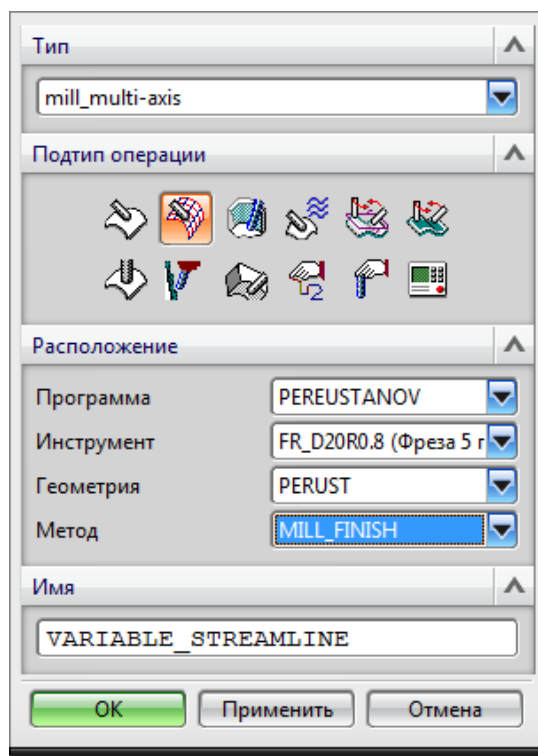 Тип
mill_multi-axis
Подтип операции
Расположение
Программа PEREUSTANOV
Инструмент FR_D20R0.8 (Фреза 5 г
Геометрия PERUST
Метод MILL_FINISH
Имя
VARIABLE_STREAMLINE
OK Применить Отмена